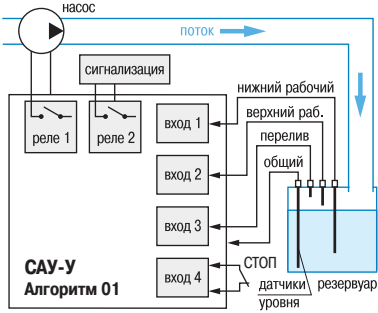 насос
поток
сигнализация
нижний рабочий
реле 1
реле 2
вход 1
верхний раб.
перелив
вход 2
общий
вход 3
САУ-У
Алгоритм 01
вход 4
СТОП
датчики
уровня
резервуар